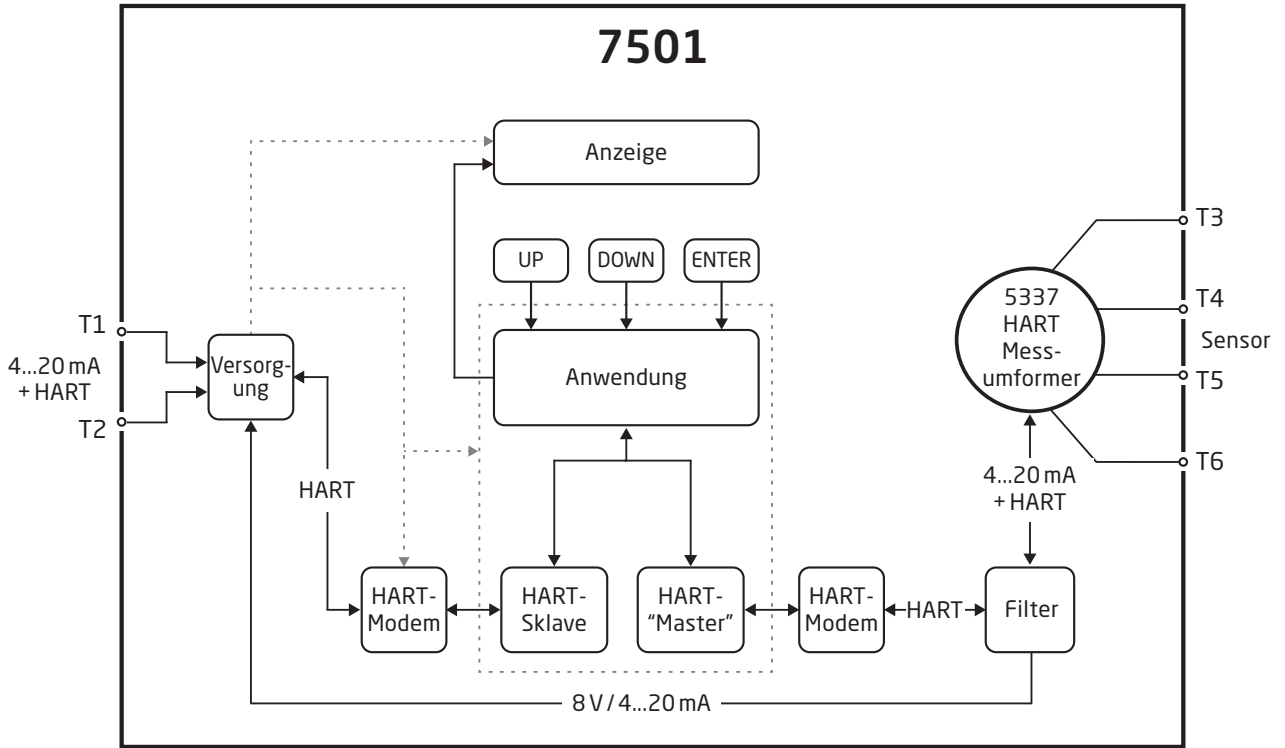 7501
Anzeige
UP
DOWN
ENTER
T1
4...20 mA
+ HART
T2
Versorg-
ung
Anwendung
5337
HART
Mess-
umformer
T3
T4
Sensor
T5
T6
HART
4...20 mA
+ HART
HART-
Modem
HART-
Sklave
HART-
“Master”
HART-
Modem
HART
Filter
8 V / 4...20 mA